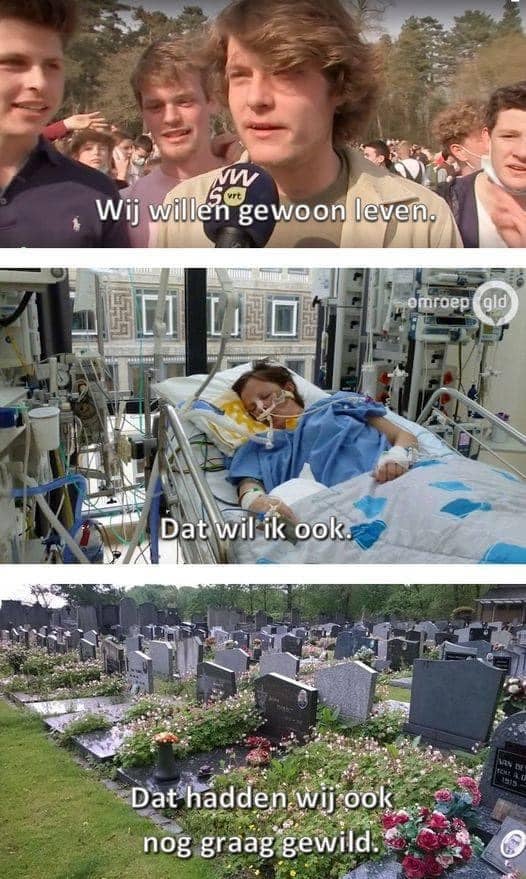 NWS
vrt
Wij willen gewoon leven.
omroep gld
Dat wil ik ook.
Dat hadden wij ook
nog graag gewild.